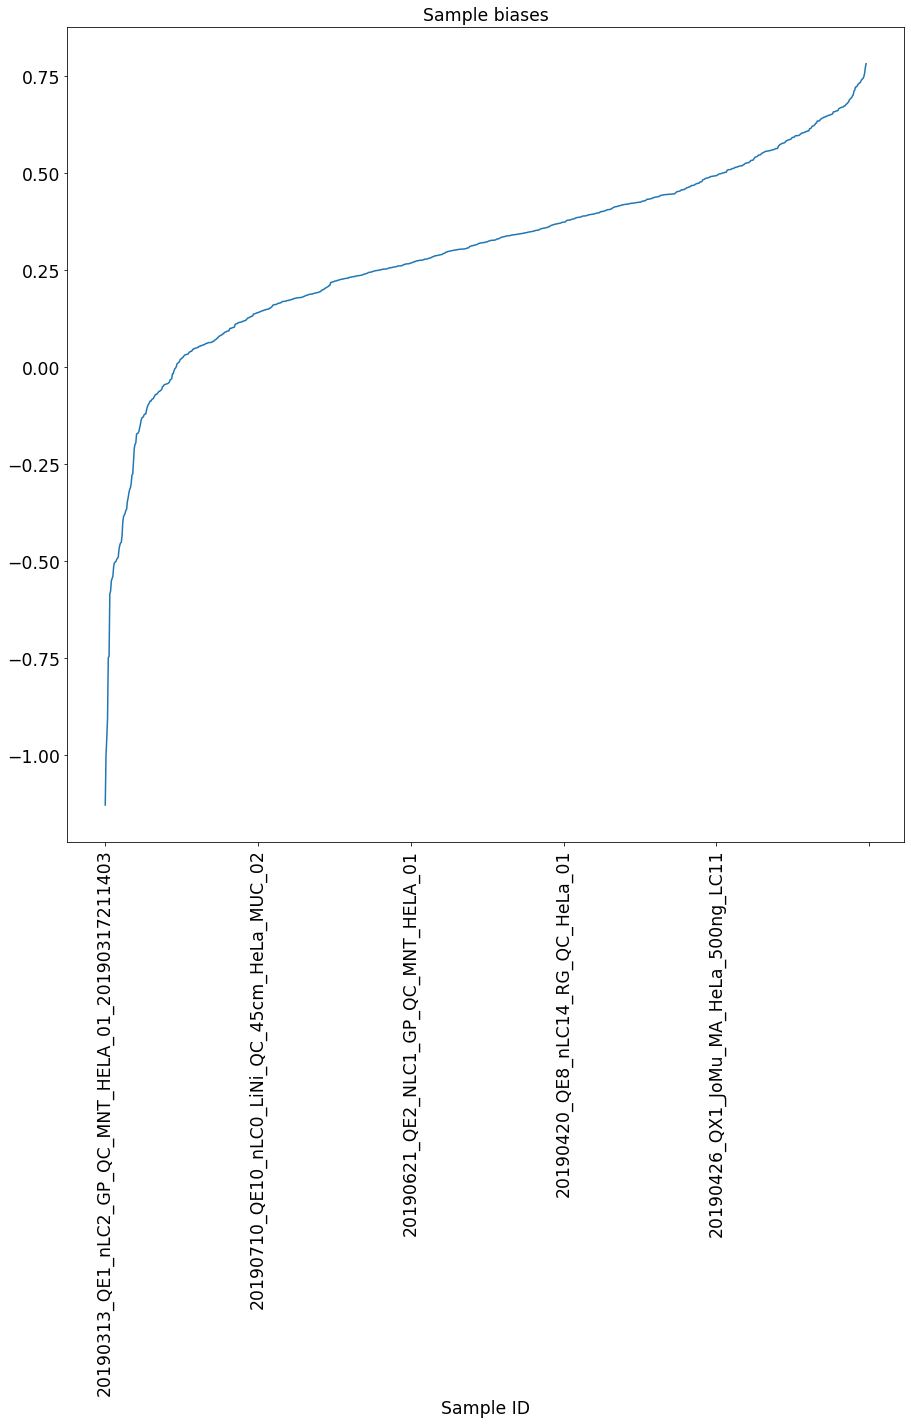 Sample biases
0.75
0.50
0.25
0.00
−0.25
−0.50
−0.75
−1.00
20190313_QE1_nLC2_GP_QC_MNT_HELA_01_20190317211403
20190710_QE10_nLC0_LiNi_QC_45cm_HeLa_MUC_02
20190621_QE2_NLC1_GP_QC_MNT_HELA_01
20190420_QE8_nLC14_RG_QC_HeLa_01
20190426_QX1_JoMu_MA_HeLa_500ng_LC11
Sample ID